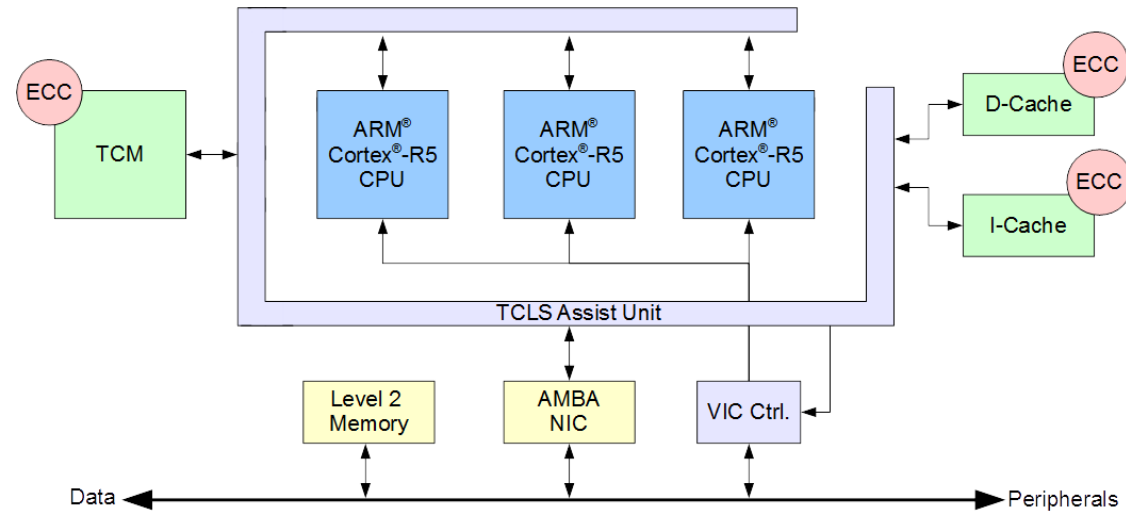 ECC
TCM
ARM®
Cortex®-R5
CPU
ARM®
Cortex®-R5
CPU
ARM®
Cortex®-R5
CPU
ECC
D-Cache
ECC
I-Cache
TCLS Assist Unit
Level 2
Memory
AMBA
NIC
VIC Ctrl.
Data
Peripherals